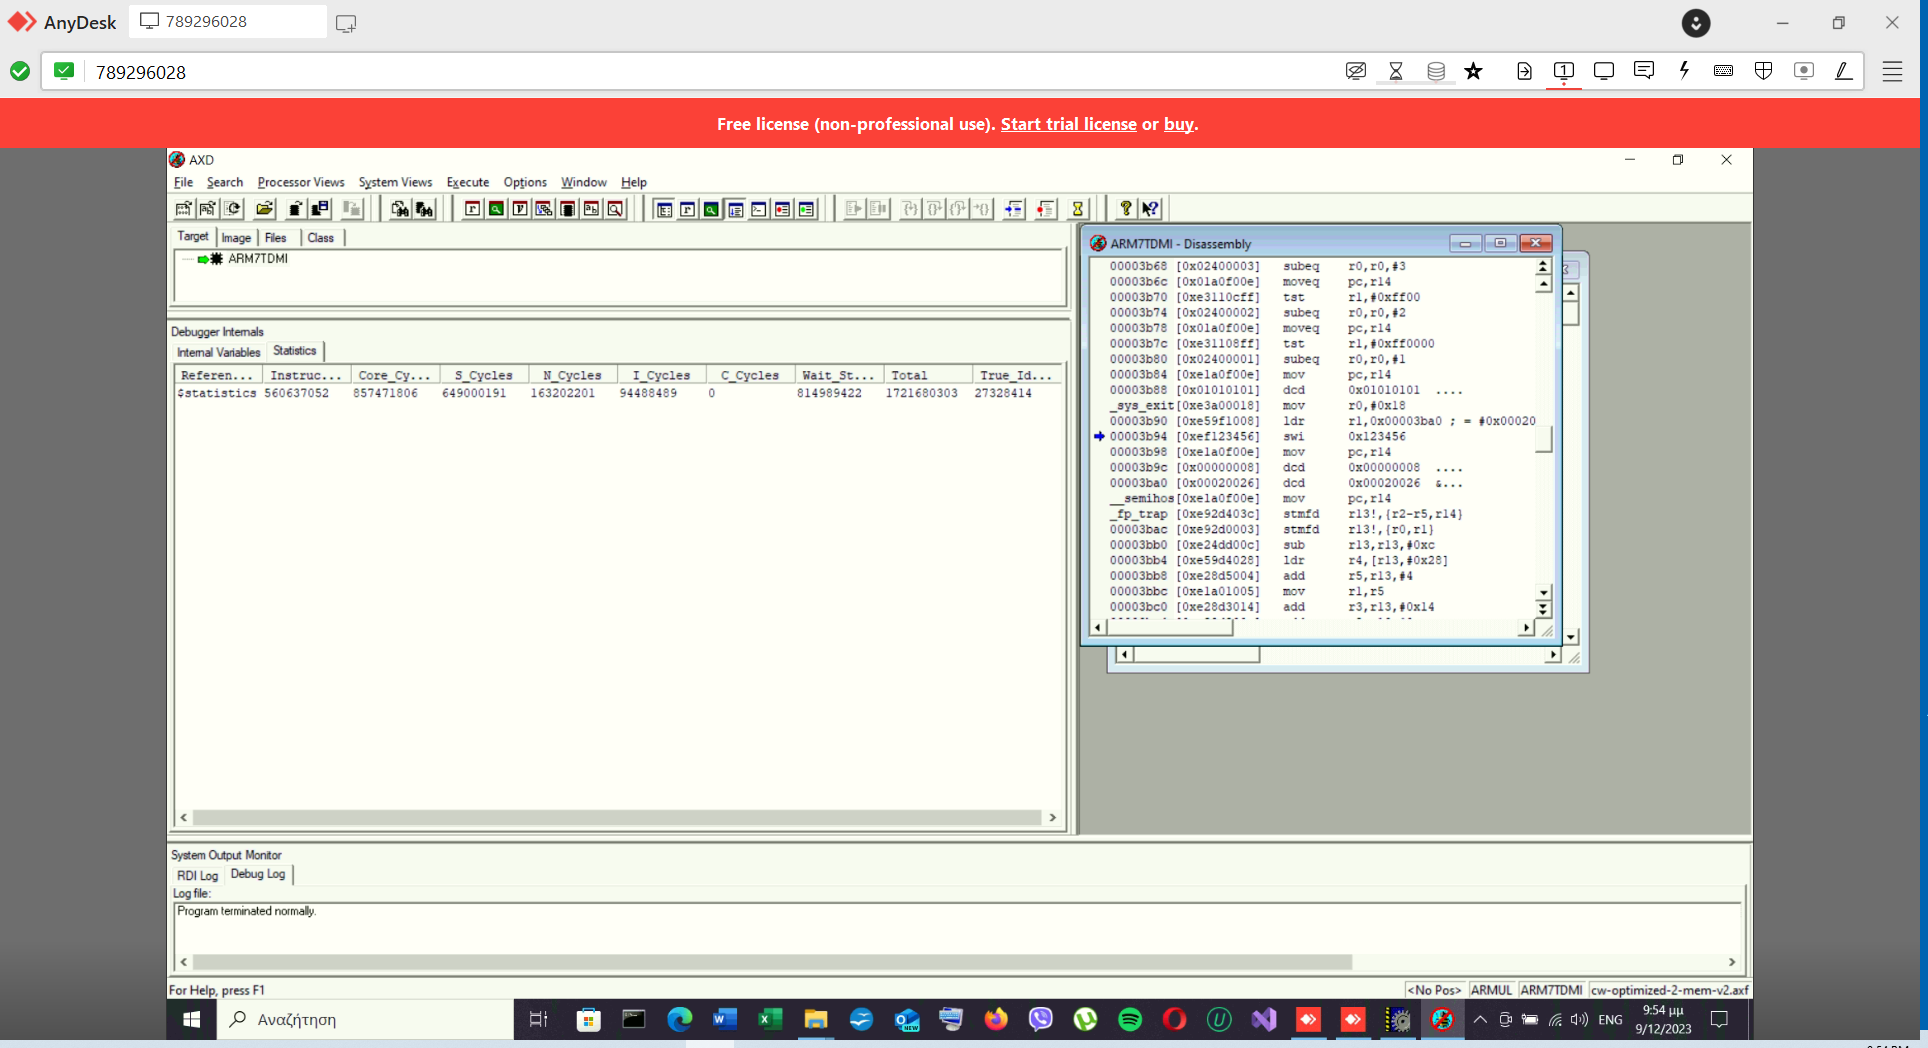 AnyDesk
789296028
789296028
Free license (non-professional use). Start trial license or buy.
AXD
File Search Processor Views System Views Execute Options Window Help
Target Image Files Class
ARM7TDMI
Debugger Internals
Internal Variables Statistics
Referen... Instruc... Core_Cy... S_Cycles N_Cycles I_Cycles C_Cycles Wait_St... Total True_Id...
$statistics 560637052 857471806 649000191 163202201 94488489 0 814989422 1721680303 27328414
ARM7TDMI - Disassembly
00003b68 [0x02400003] subeq r0,r0,#3
00003b6c [0x01a0f00e] moveq pc,r14
00003b70 [0xe3110cff] tst r1,#0xff00
00003b74 [0x02400002] subeq r0,r0,#2
00003b78 [0x01a0f00e] moveq pc,r14
00003b7c [0xe31108ff] tst r1,#0xff0000
00003b80 [0x02400001] subeq r0,r0,#1
00003b84 [0xe1a0f00e] mov pc,r14
00003b88 [0x01010101] dcd 0x01010101 ....
_sys_exit[0xe3a00018] mov r0,#0x18
00003b90 [0xe59f1008] ldr r1,0x00003ba0 ; = #0x00020
00003b94 [0xef123456] swi 0x123456
00003b98 [0xe1a0f00e] mov pc,r14
00003b9c [0x00000008] dcd 0x00000008 ....
00003ba0 [0x00020026] dcd 0x00020026 &...
__semihos[0xe1a0f00e] mov pc,r14
_fp_trap [0xe92d403c] stmfd r13!,{r2-r5,r14}
00003bac [0xe92d0003] stmfd r13!,{r0,r1}
00003bb0 [0xe24dd00c] sub r13,r13,#0xc
00003bb4 [0xe59d4028] ldr r4,[r13,#0x28]
00003bb8 [0xe28d5004] add r5,r13,#4
00003bbc [0xe1a01005] mov r1,r5
00003bc0 [0xe28d3014] add r3,r13,#0x14
System Output Monitor
RDI Log Debug Log
Log file:
Program terminated normally.
For Help, press F1
<No Pos> ARMUL ARM7TDMI cw-optimized-2-mem-v2.axf
Αναζήτηση
ENG
9:54 μμ
9/12/2023